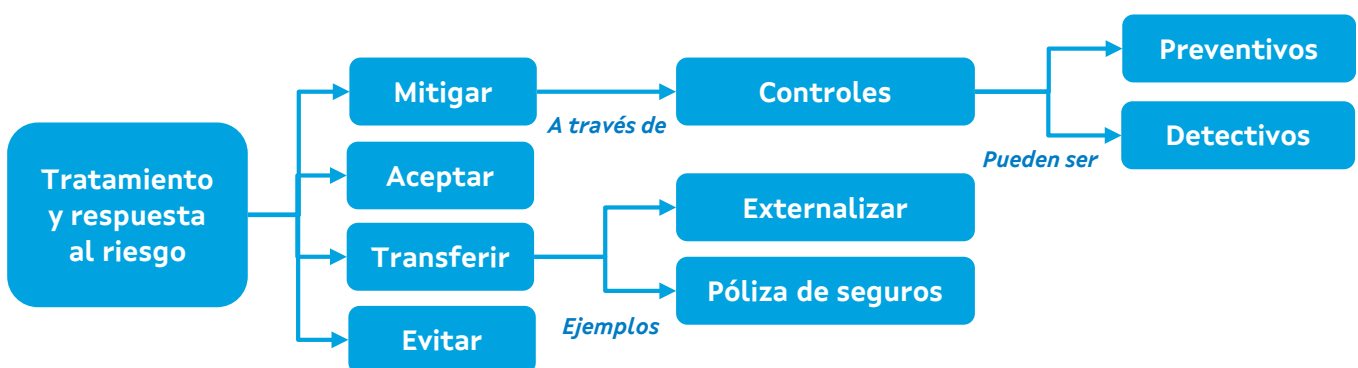 Tratamiento
y respuesta
al riesgo
Mitigar
A través de
Controles
Pueden ser
Preventivos
Detectivos
Aceptar
Transferir
Ejemplos
Externalizar
Póliza de seguros
Evitar